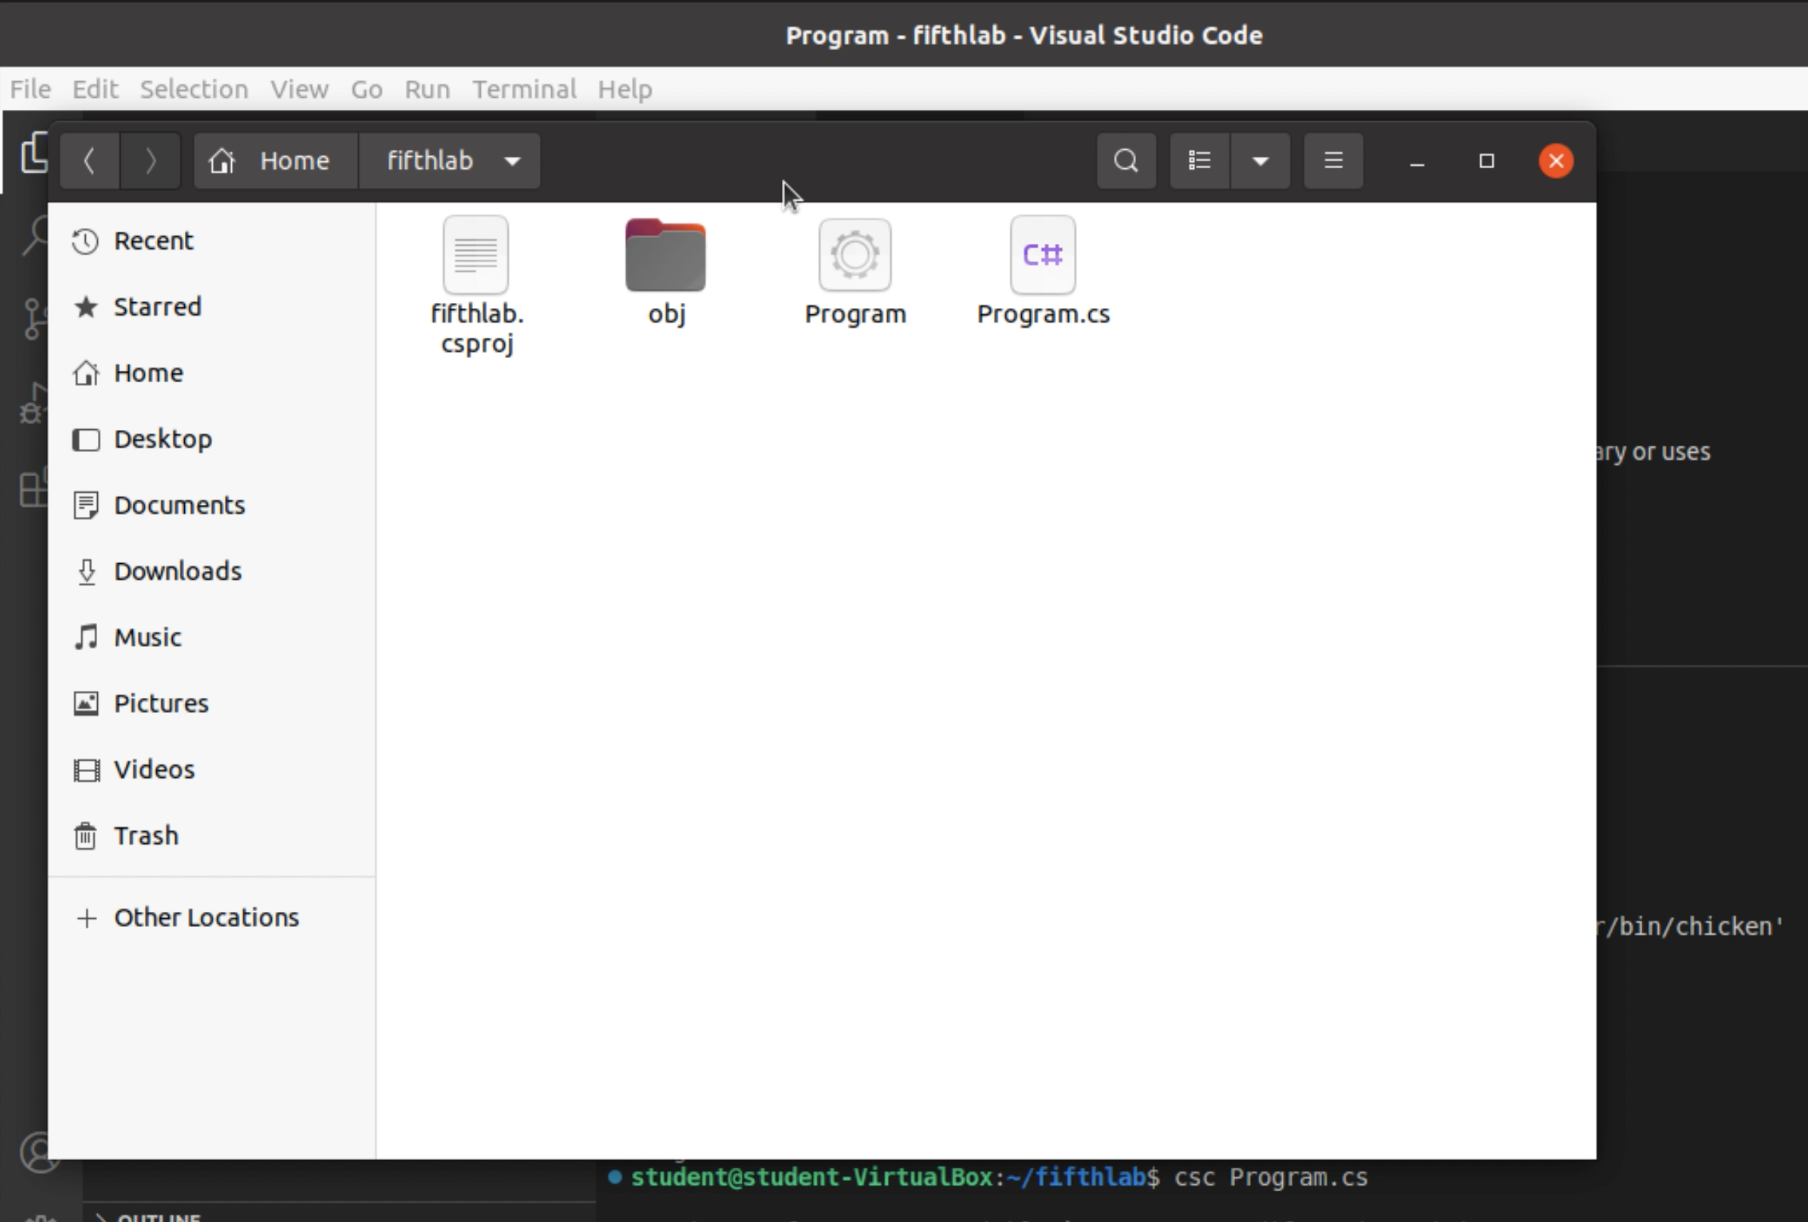 Program - fifthlab - Visual Studio Code
File Edit Selection View Go Run Terminal Help
Home fifthlab
Recent
Starred
Home
Desktop
Documents
Downloads
Music
Pictures
Videos
Trash
Other Locations
fifthlab.
csproj
obj
Program
Program.cs
C#
ary or uses
r/bin/chicken'
student@student-VirtualBox:~/fifthlab$ csc Program.cs
OUTLINE